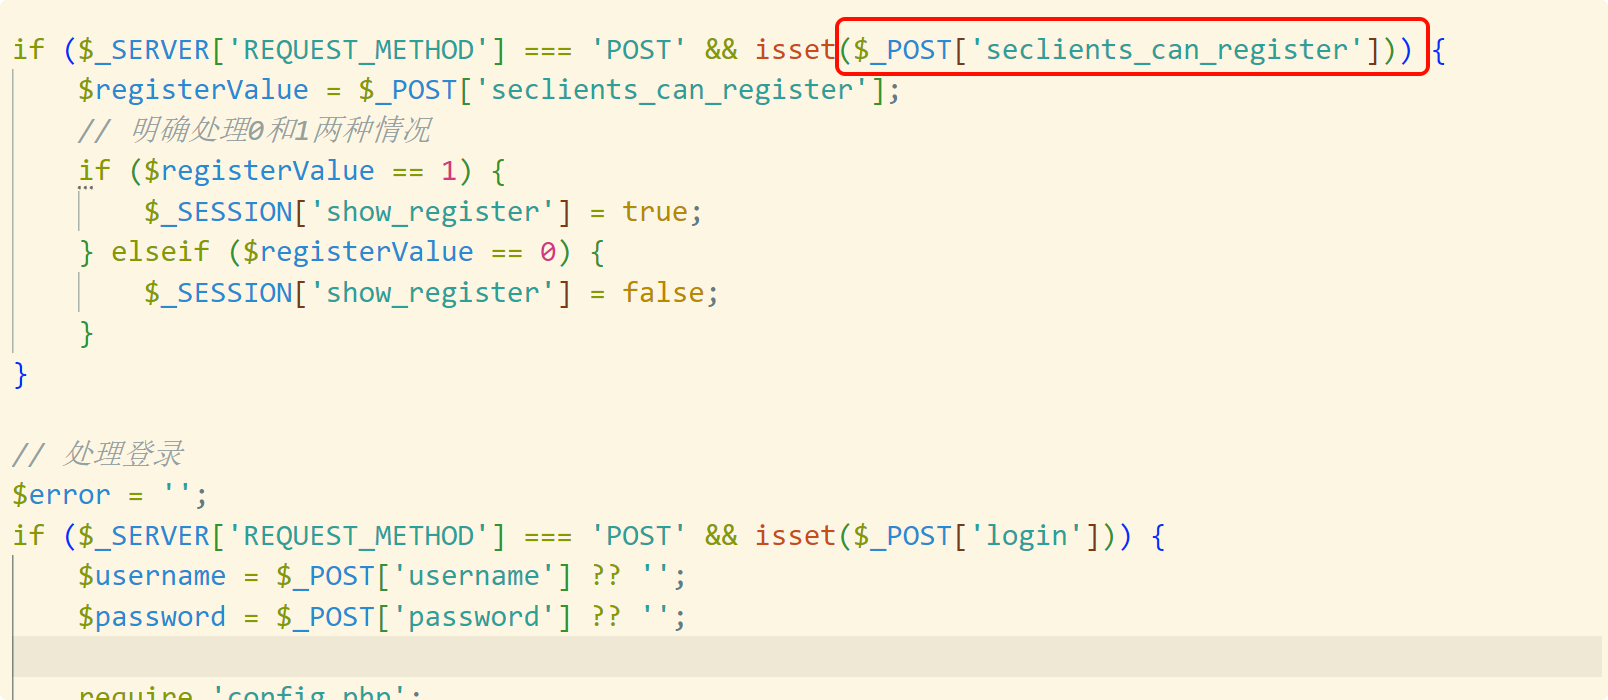 if ($_SERVER['REQUEST_METHOD'] === 'POST' && isset($_POST['seclients_can_register'])) {
    $registerValue = $_POST['seclients_can_register'];
    // 明确处理0和1两种情况
    if ($registerValue == 1) {
        $_SESSION['show_register'] = true;
    } elseif ($registerValue == 0) {
        $_SESSION['show_register'] = false;
    }
}
// 处理登录
$error = '';
if ($_SERVER['REQUEST_METHOD'] === 'POST' && isset($_POST['login'])) {
    $username = $_POST['username'] ?? '';
    $password = $_POST['password'] ?? '';
    require 'config.php';